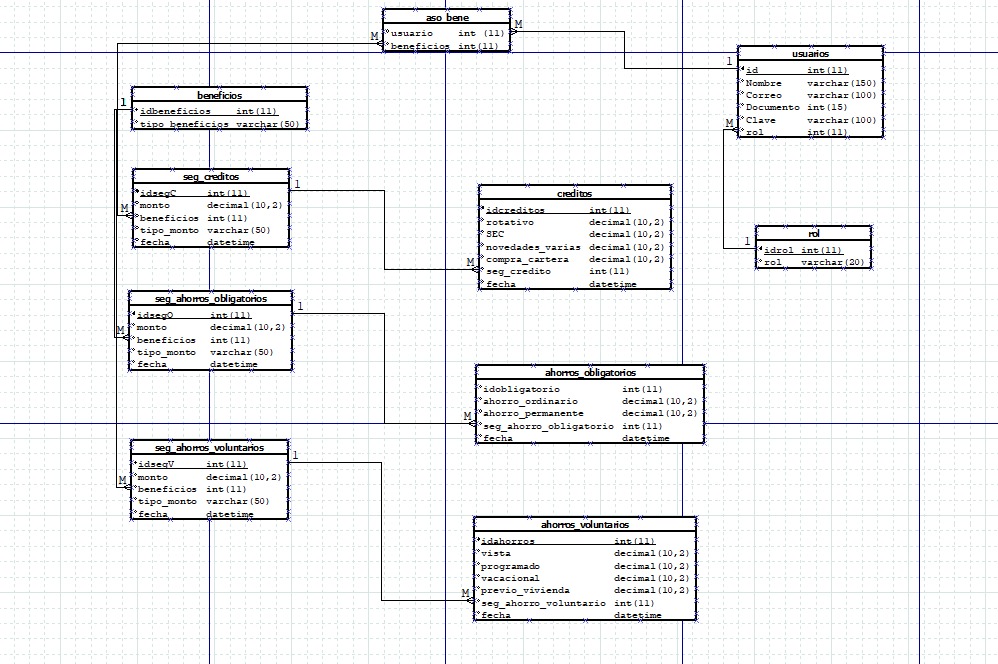 aso_bene
M
usuario int (11)
M
beneficios int(11)
usuarios
1
id int(11)
Nombre varchar(150)
Correo varchar(100)
Documento int(15)
Clave varchar(100)
M
rol int(11)
beneficios
1
idbeneficios int(11)
tipo_beneficios varchar(50)
seg_creditos
1
idsegC int(11)
monto decimal(10,2)
M
beneficios int(11)
tipo_monto varchar(50)
fecha datetime
creditos
idcreditos int(11)
rotativo decimal(10,2)
SEC decimal(10,2)
novedades_varias decimal(10,2)
compra_cartera decimal(10,2)
M
seg_credito int(11)
fecha datetime
rol
1
idrol int(11)
rol varchar(20)
seg_ahorros_obligatorios
1
idsegO int(11)
monto decimal(10,2)
M
beneficios int(11)
tipo_monto varchar(50)
fecha datetime
ahorros_obligatorios
idobligatorio int(11)
ahorro_ordinario decimal(10,2)
ahorro_permanente decimal(10,2)
M
seg_ahorro_obligatorio int(11)
fecha datetime
seg_ahorros_voluntarios
1
idsegV int(11)
monto decimal(10,2)
M
beneficios int(11)
tipo_monto varchar(50)
fecha datetime
ahorros_voluntarios
idahorros int(11)
vista decimal(10,2)
programado decimal(10,2)
vacacional decimal(10,2)
previo_vivienda decimal(10,2)
M
seg_ahorro_voluntario int(11)
fecha datetime